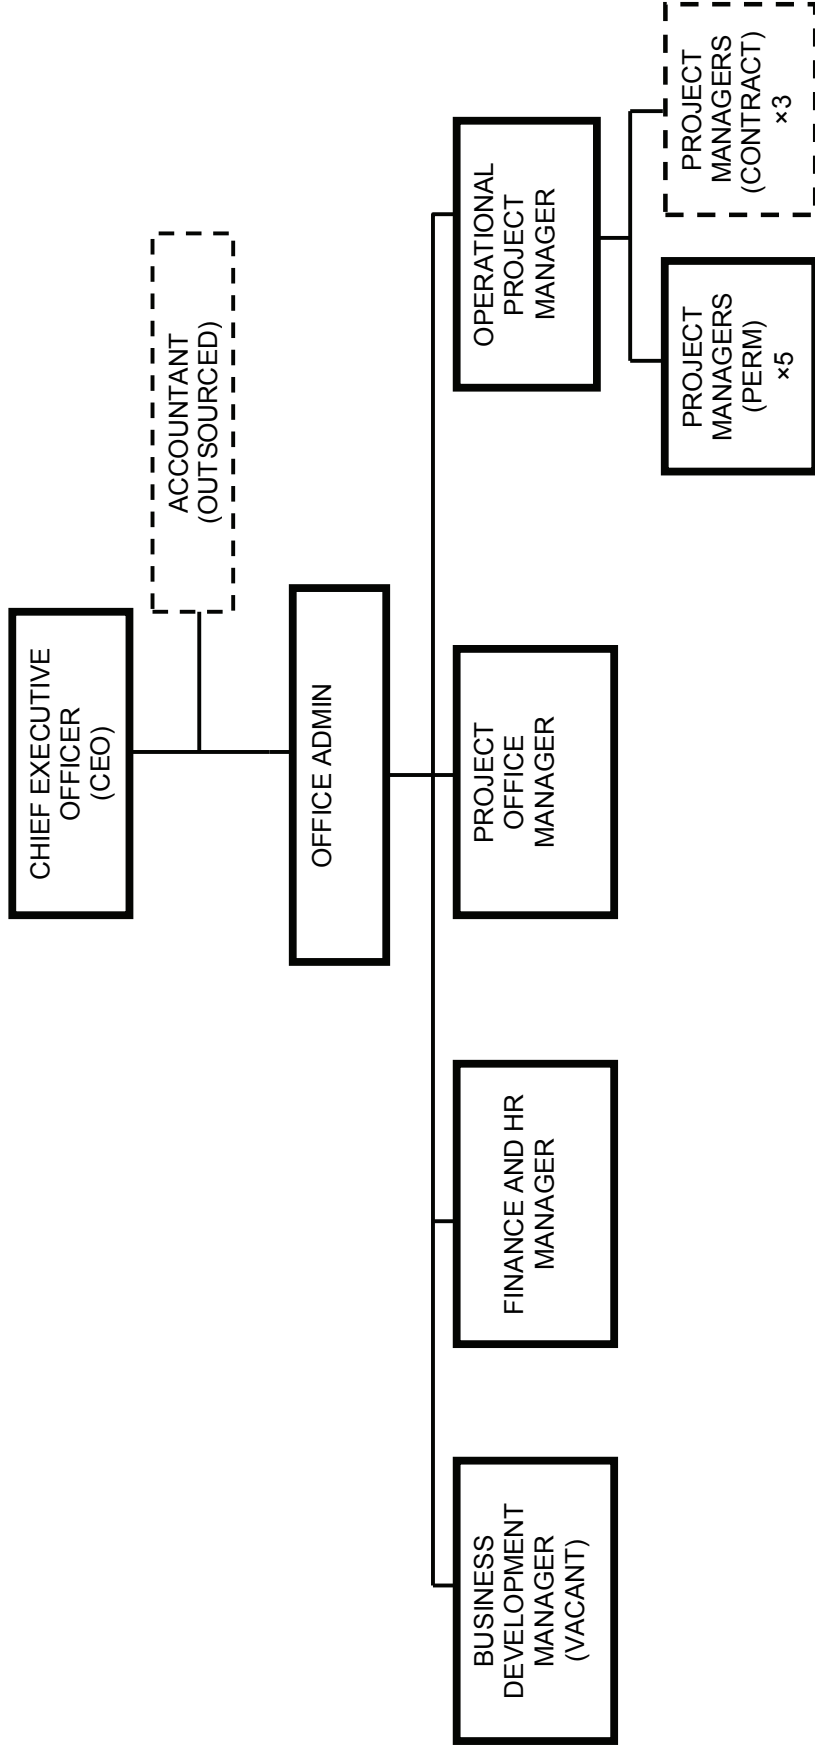 CHIEF EXECUTIVE
OFFICER
(CEO)
ACCOUNTANT
(OUTSOURCED)
OFFICE ADMIN
BUSINESS
DEVELOPMENT
MANAGER
(VACANT)
FINANCE AND HR
MANAGER
PROJECT
OFFICE
MANAGER
OPERATIONAL
PROJECT
MANAGER
PROJECT
MANAGERS
(PERM)
×5
PROJECT
MANAGERS
(CONTRACT)
×3